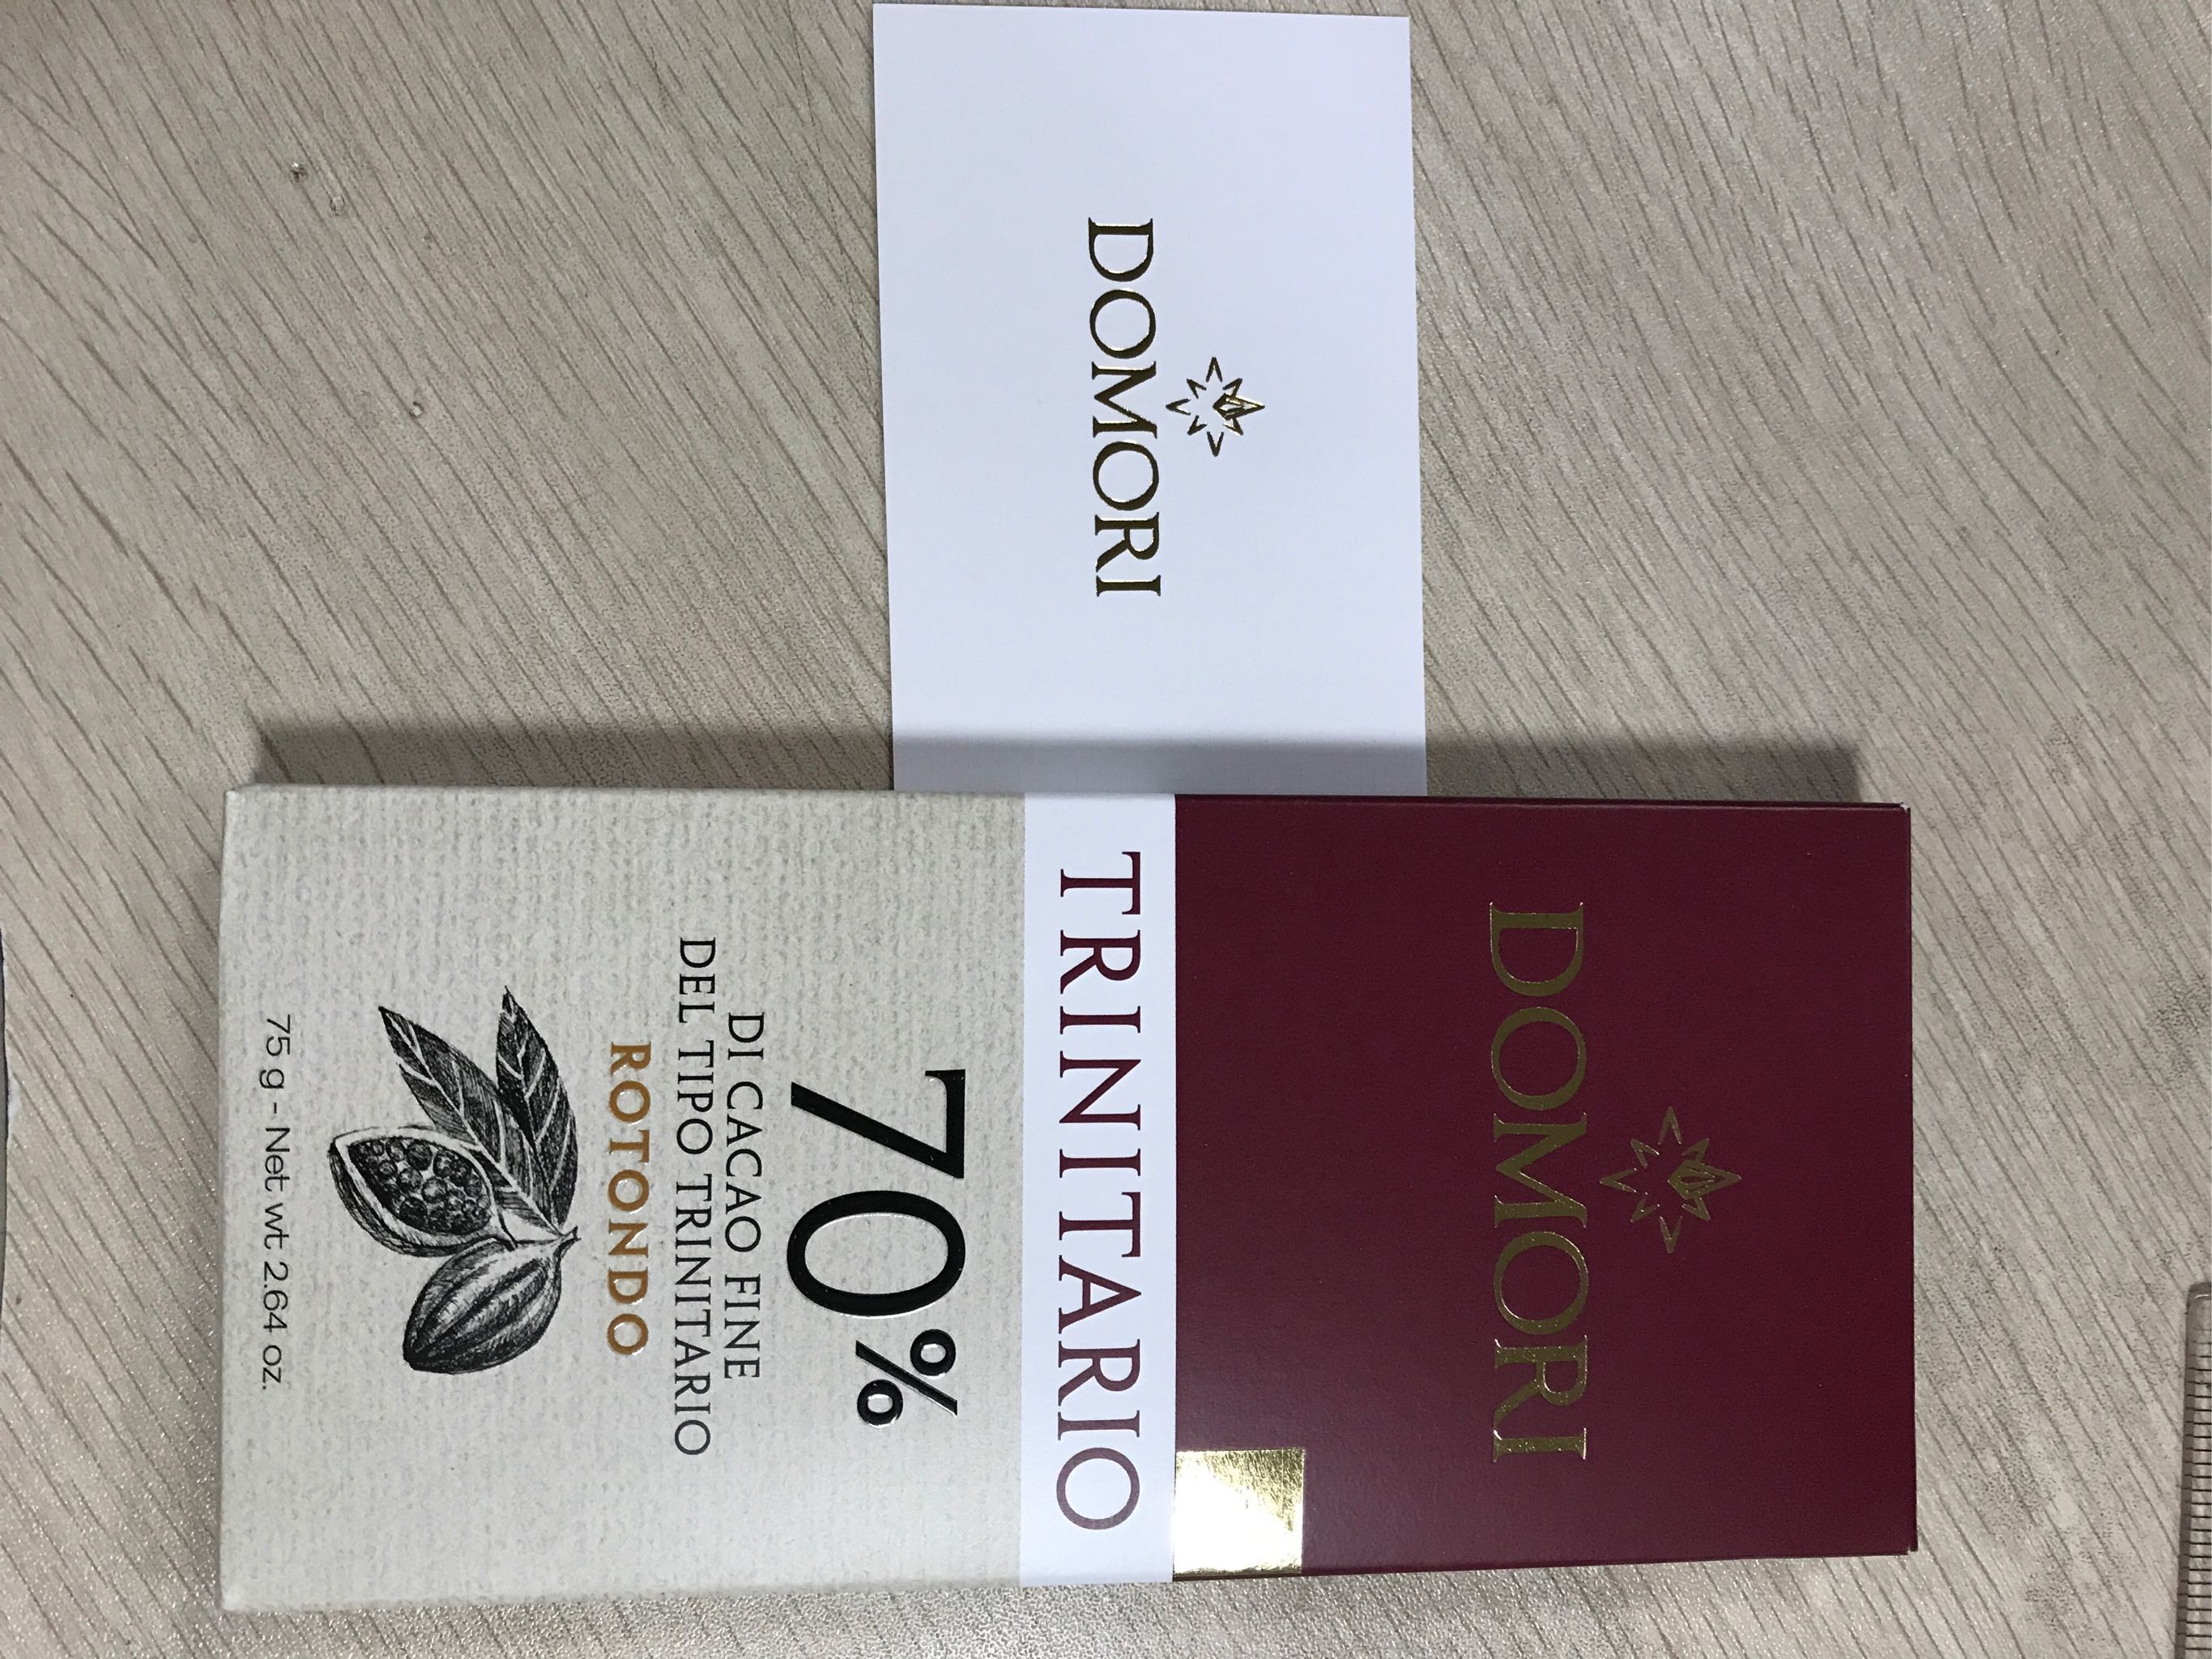 DOMORI
DOMORI
TRINITARIO
70%
DI CACAO FINE
DEL TIPO TRINITARIO
ROTONDO
75 g - Net wt 2.64 oz.